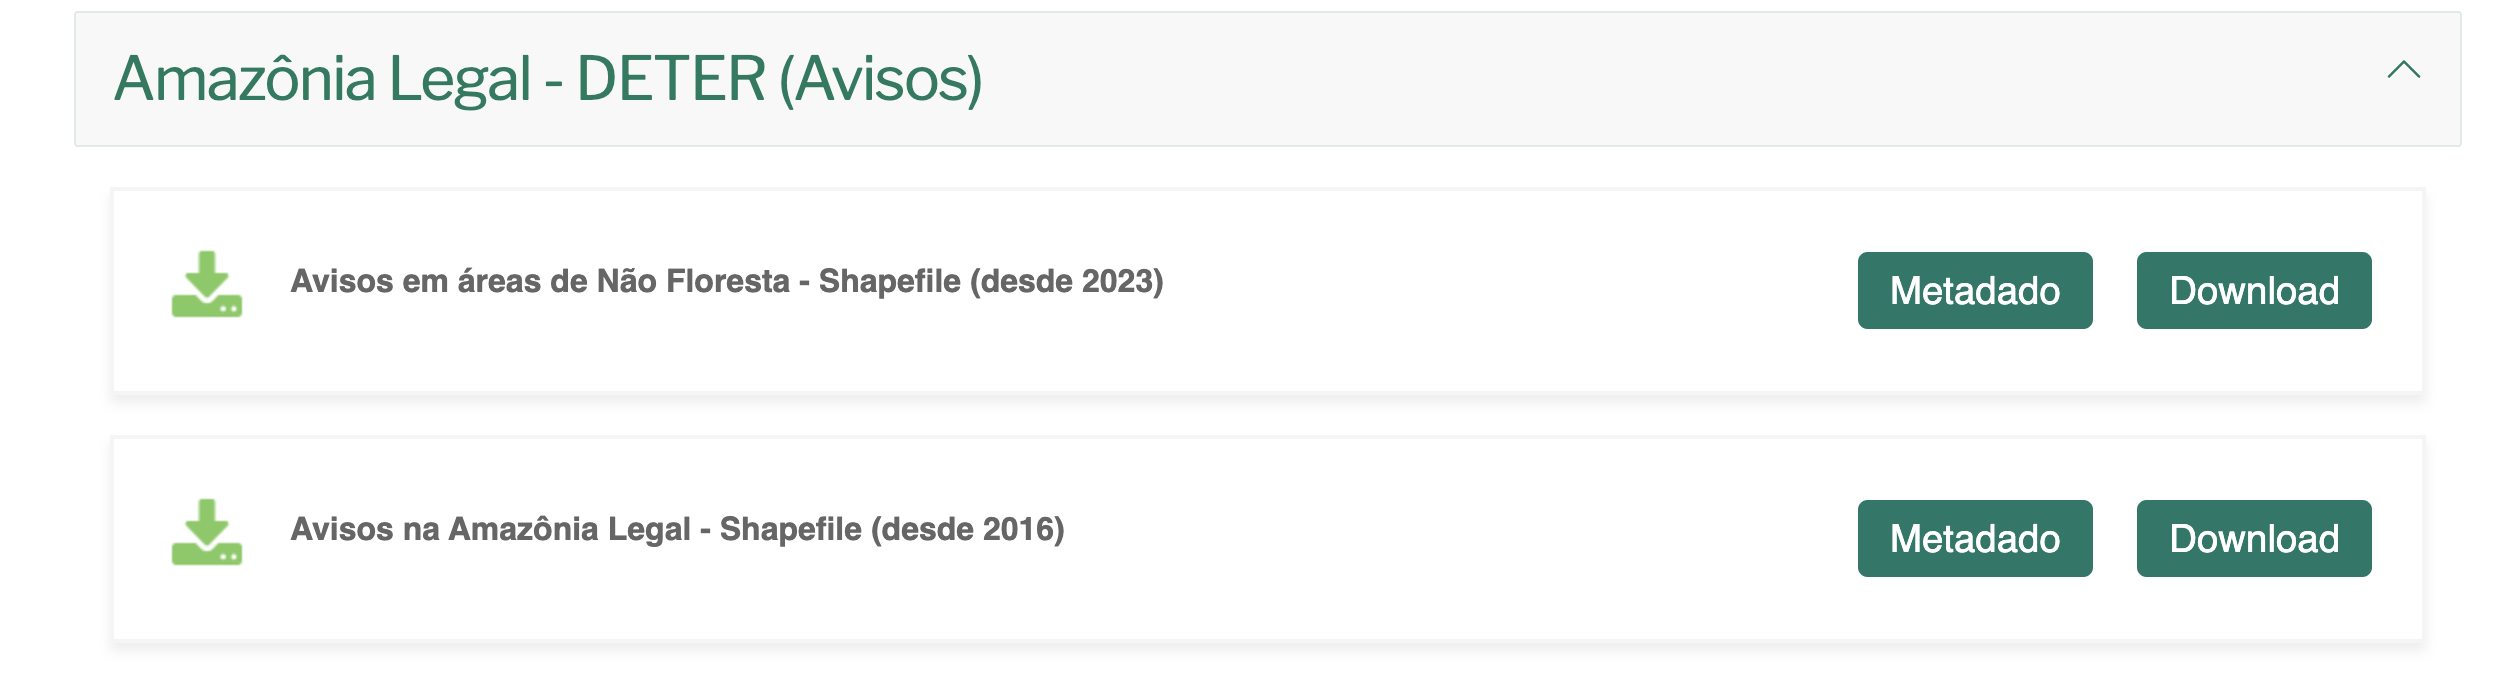 Amazônia Legal - DETER (Avisos)
Avisos em áreas de Não Floresta - Shapefile (desde 2023)
Metadado
Download
Avisos na Amazônia Legal - Shapefile (desde 2016)
Metadado
Download